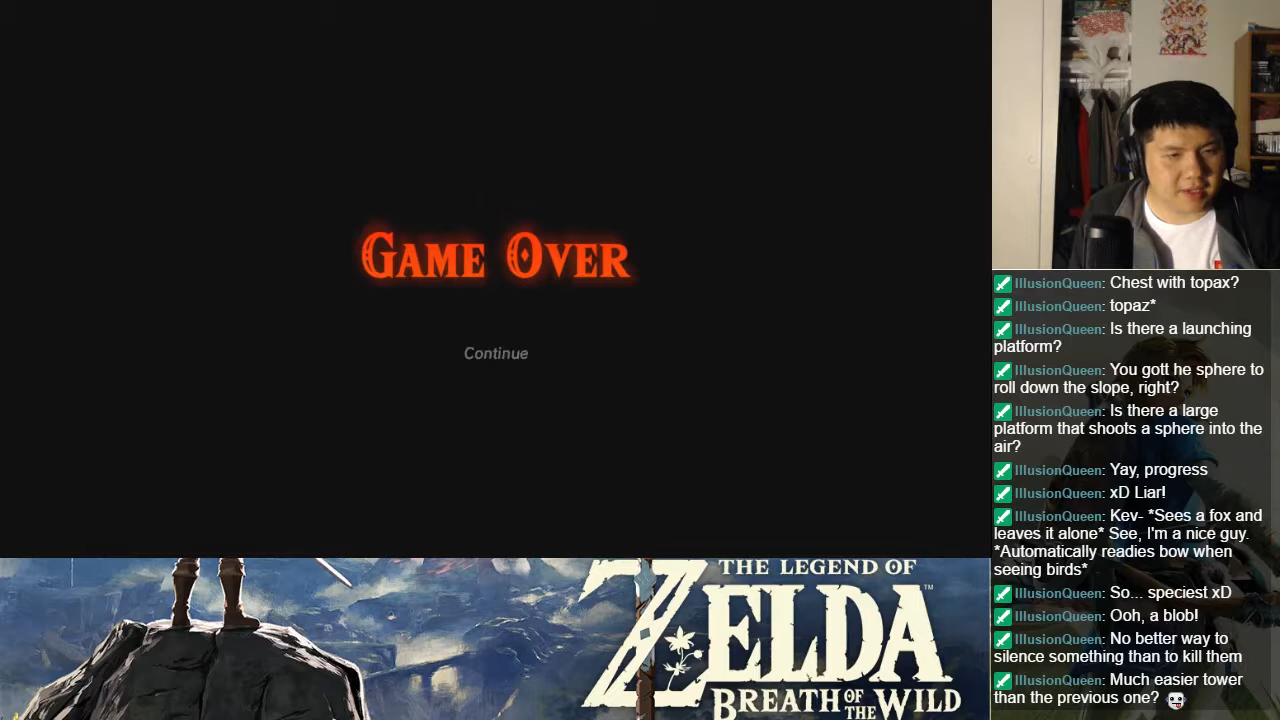 GAME OVER
Continue
IllusionQueen: Chest with topax?
IllusionQueen: topaz*
IllusionQueen: Is there a launching
platform?
IllusionQueen: You gott he sphere to
roll down the slope, right?
IllusionQueen: Is there a large
platform that shoots a sphere into the
air?
IllusionQueen: Yay, progress
IllusionQueen: xD Liar!
IllusionQueen: Kev- *Sees a fox and
leaves it alone* See, I'm a nice guy.
*Automatically readies bow when
seeing birds*
IllusionQueen: So... speciest xD
IllusionQueen: Ooh, a blob!
IllusionQueen: No better way to
silence something than to kill them
IllusionQueen: Much easier tower
than the previous one?
THE LEGEND OF
ZELDA™
BREATH OF THE WILD